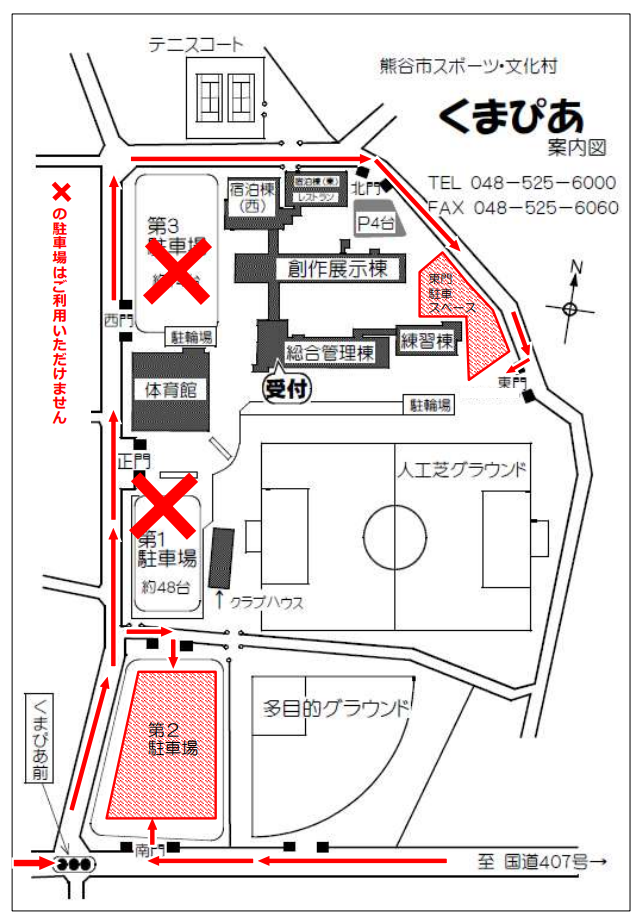 テニスコート
熊谷市スポーツ・文化村
くまぴあ
案内図
TEL 048-525-6000
FAX 048-525-6060
北門
宿泊棟(東)
レストラン
宿泊棟
(西)
P4台
第3
駐車場
×の駐車場はご利用いただけません
創作展示棟
東門
駐車
スペース
N
西門
駐輪場
総合管理棟
練習棟
受付
体育館
東門
駐輪場
正門
人工芝グラウンド
第1
駐車場
約48台
↑クラブハウス
第2
駐車場
多目的グラウンド
くまぴあ前
南門
至 国道407号→